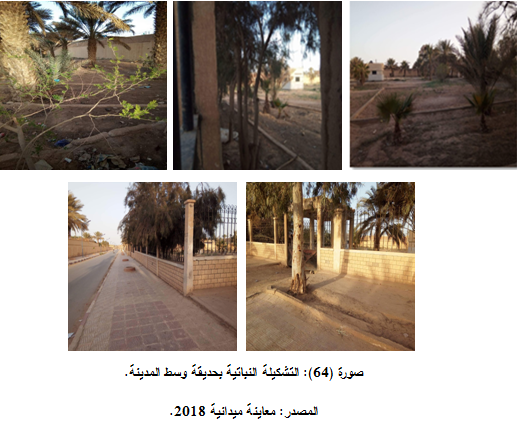 صورة (64): التشكيلة النباتية بحديقة وسط المدينة.
المصدر: معاينة ميدانية 2018.